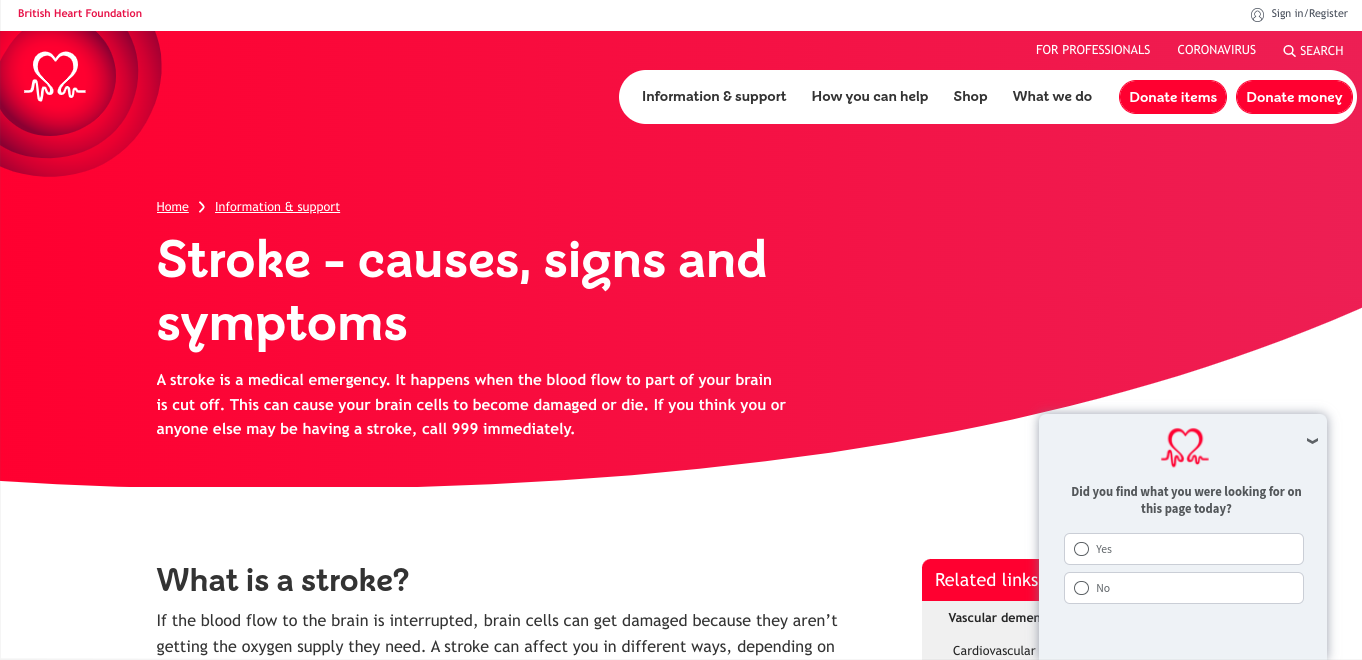 British Heart Foundation
Sign in/Register
FOR PROFESSIONALS
CORONAVIRUS
SEARCH
Information & support
How you can help
Shop
What we do
Donate items
Donate money
Home
Information & support
Stroke - causes, signs and
symptoms
A stroke is a medical emergency. It happens when the blood flow to part of your brain
is cut off. This can cause your brain cells to become damaged or die. If you think you or
anyone else may be having a stroke, call 999 immediately.
What is a stroke?
If the blood flow to the brain is interrupted, brain cells can get damaged because they aren’t
getting the oxygen supply they need. A stroke can affect you in different ways, depending on
Related links
Vascular demen
Cardiovascular
Did you find what you were looking for on
this page today?
Yes
No